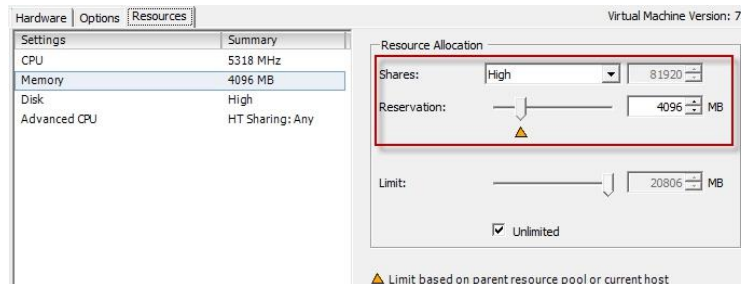 Hardware Options Resources Virtual Machine Version: 7
Settings Summary
CPU 5318 MHz
Memory 4096 MB
Disk High
Advanced CPU HT Sharing: Any
Resource Allocation
Shares: High 81920
Reservation: 4096 MB
Limit: 20806 MB
Unlimited
Limit based on parent resource pool or current host